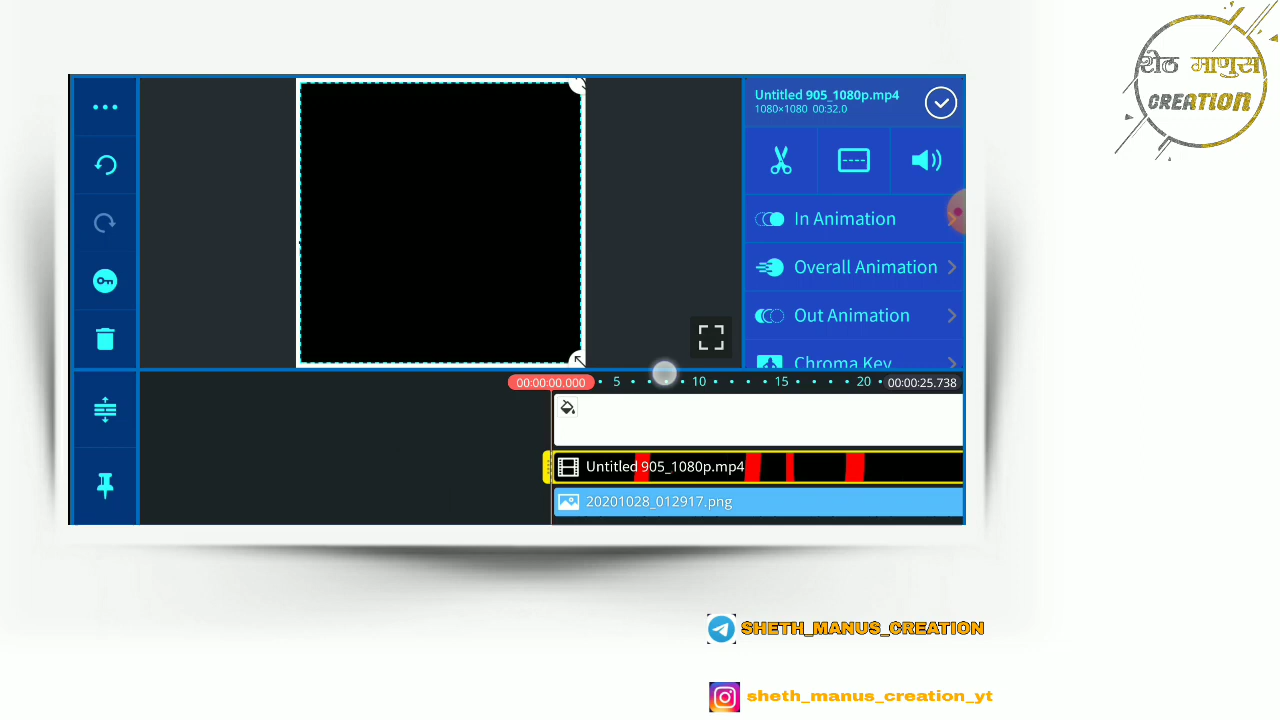 शेठ माणुस
CREATION
Untitled 905_1080p.mp4
1080×1080 00:32.0
In Animation
Overall Animation
Out Animation
Chroma Key
00:00:00.000
5
10
15
20
00:00:25.738
Untitled 905_1080p.mp4
20201028_012917.png
SHETH_MANUS_CREATION
sheth_manus_creation_yt